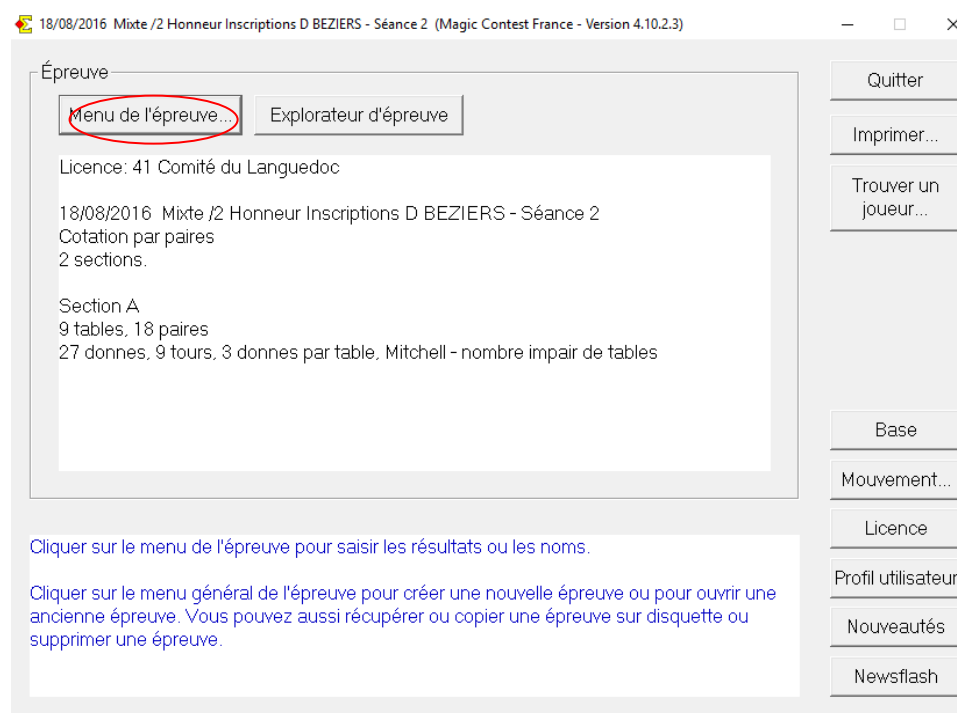 18/08/2016 Mixte /2 Honneur Inscriptions D BEZIERS - Séance 2 (Magic Contest France - Version 4.10.2.3)
Épreuve
Menu de l'épreuve...
Explorateur d'épreuve
Licence: 41 Comité du Languedoc
18/08/2016 Mixte /2 Honneur Inscriptions D BEZIERS - Séance 2
Cotation par paires
2 sections.
Section A
9 tables, 18 paires
27 donnes, 9 tours, 3 donnes par table, Mitchell - nombre impair de tables
Cliquer sur le menu de l'épreuve pour saisir les résultats ou les noms.
Cliquer sur le menu général de l'épreuve pour créer une nouvelle épreuve ou pour ouvrir une
ancienne épreuve. Vous pouvez aussi récupérer ou copier une épreuve sur disquette ou
supprimer une épreuve.
Quitter
Imprimer...
Trouver un
joueur...
Base
Mouvement...
Licence
Profil utilisateur
Nouveautés
Newsflash